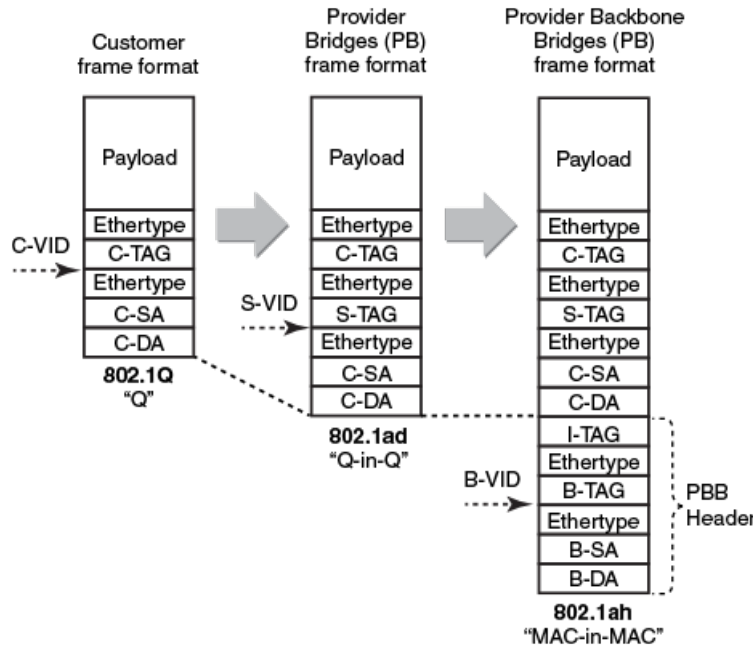 Customer
frame format
Provider
Bridges (PB)
frame format
Provider Backbone
Bridges (PB)
frame format
Payload
Ethertype
C-TAG
Ethertype
C-SA
C-DA
C-VID
802.1Q
“Q”
Payload
Ethertype
C-TAG
Ethertype
S-TAG
Ethertype
C-SA
C-DA
S-VID
802.1ad
“Q-in-Q”
Payload
Ethertype
C-TAG
Ethertype
S-TAG
Ethertype
C-SA
C-DA
I-TAG
Ethertype
B-TAG
Ethertype
B-SA
B-DA
B-VID
PBB
Header
802.1ah
“MAC-in-MAC”